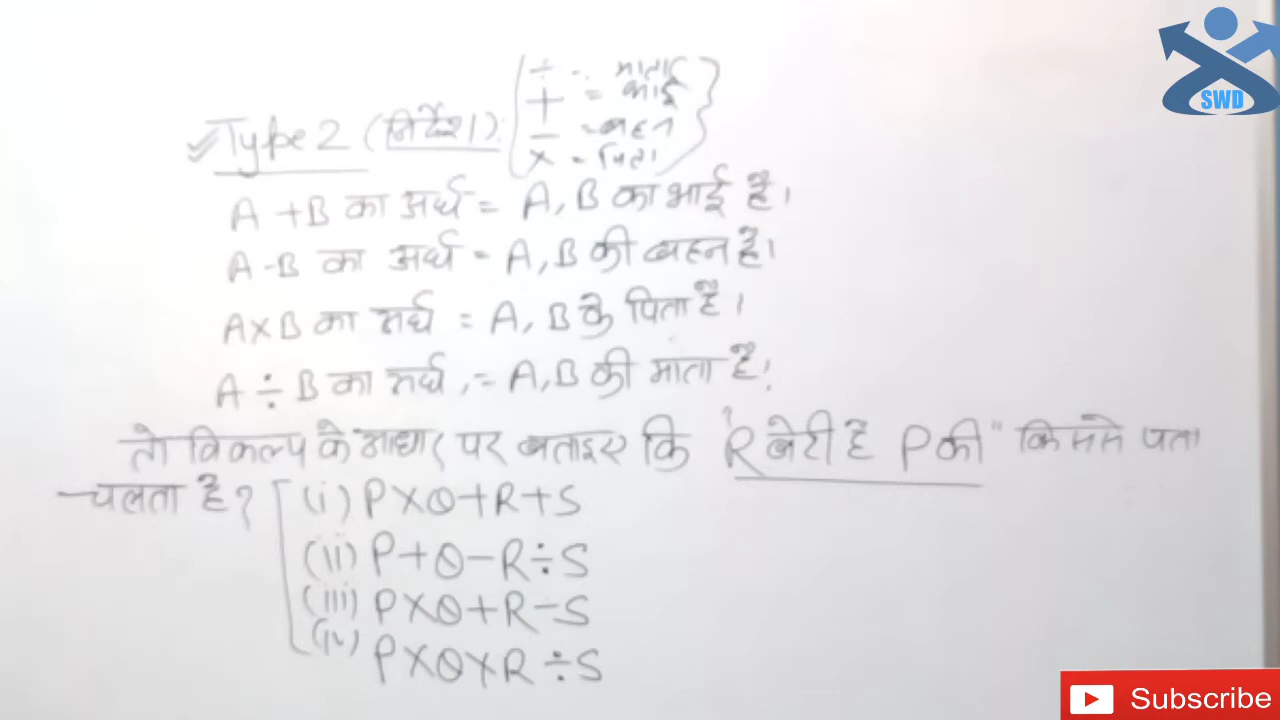 SWD
÷ = माता
+ = भाई
Type 2 (निर्देश):
- = बहन
× = पिता
A + B का अर्थ = A, B का भाई है।
A - B का अर्थ = A, B की बहन है।
A × B का अर्थ = A, B के पिता है।
A ÷ B का अर्थ, = A, B की माता है।
तो विकल्प के आधार पर बताइए कि "R बेटी है P की" किससे पता
चलता है?
(i) P × Q + R + S
(ii) P + Q - R ÷ S
(iii) P × Q + R - S
(iv) P × Q × R ÷ S
Subscribe